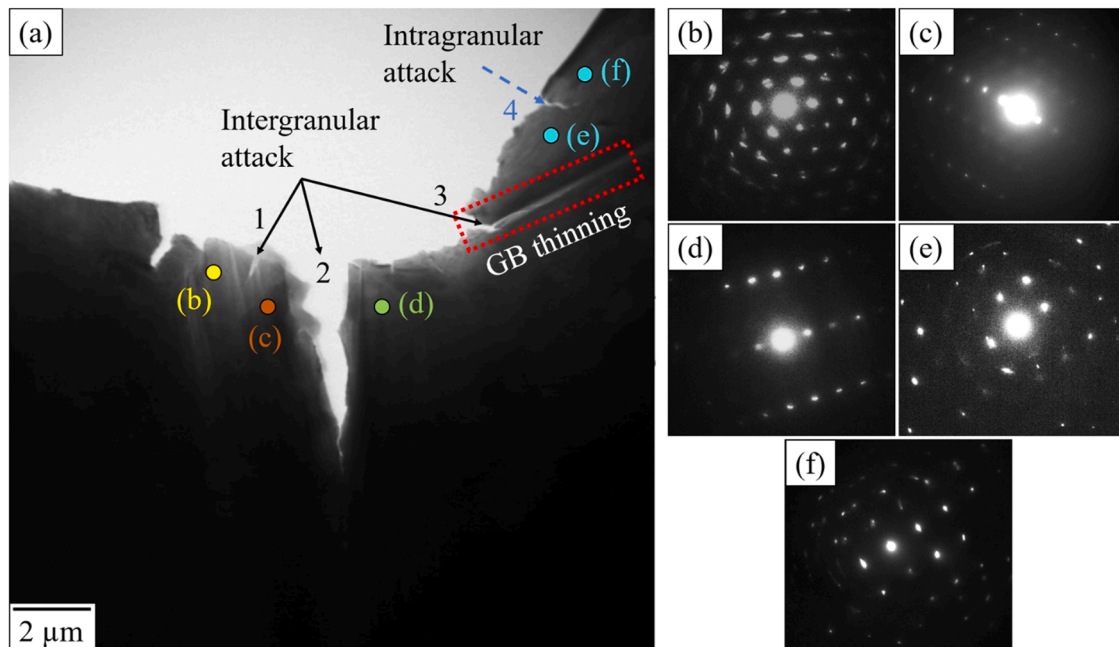 (a)
Intragranular
attack
(f)
4
Intergranular
attack
(e)
3
1
GB thinning
2
(b)
(d)
(c)
2 µm
(b)
(c)
(d)
(e)
(f)